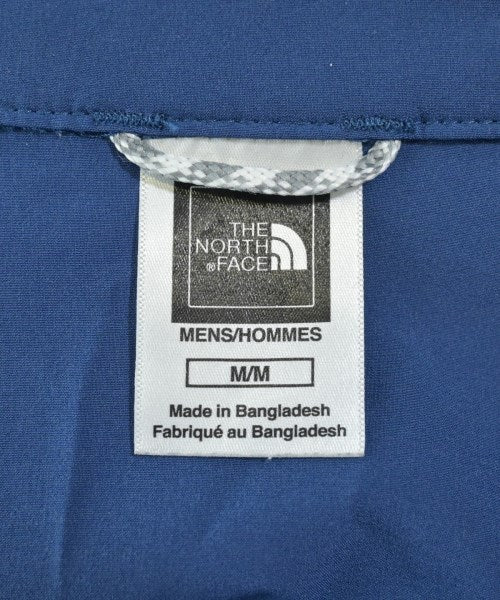 THE
NORTH
®FACE
MENS/HOMMES
M/M
Made in Bangladesh
Fabriqué au Bangladesh